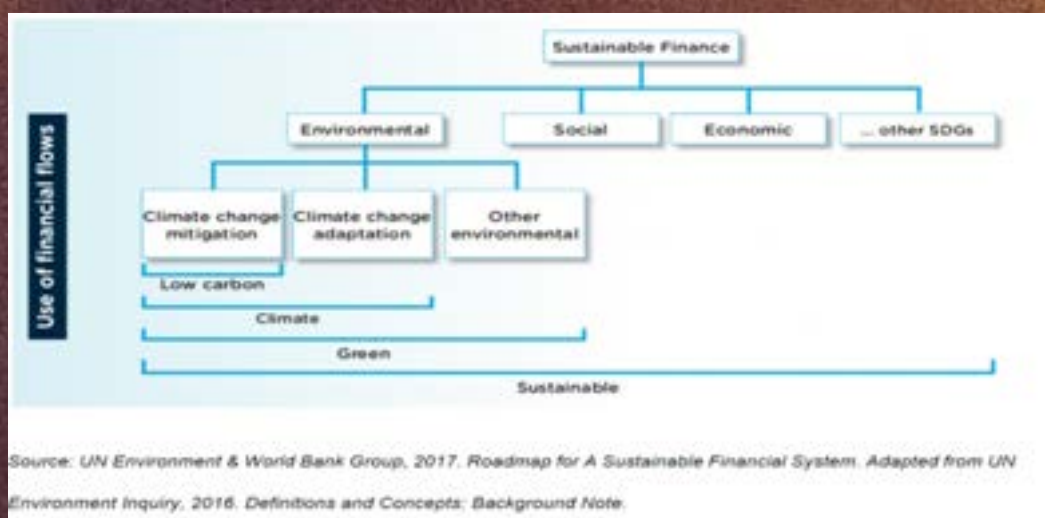 Sustainable Finance
Environmental
Social
Economic
... other SDGs
Use of financial flows
Climate change
mitigation
Climate change
adaptation
Other
environmental
Low carbon
Climate
Green
Sustainable
Source: UN Environment & World Bank Group, 2017. Roadmap for A Sustainable Financial System. Adapted from UN
Environment Inquiry, 2016. Definitions and Concepts: Background Note.